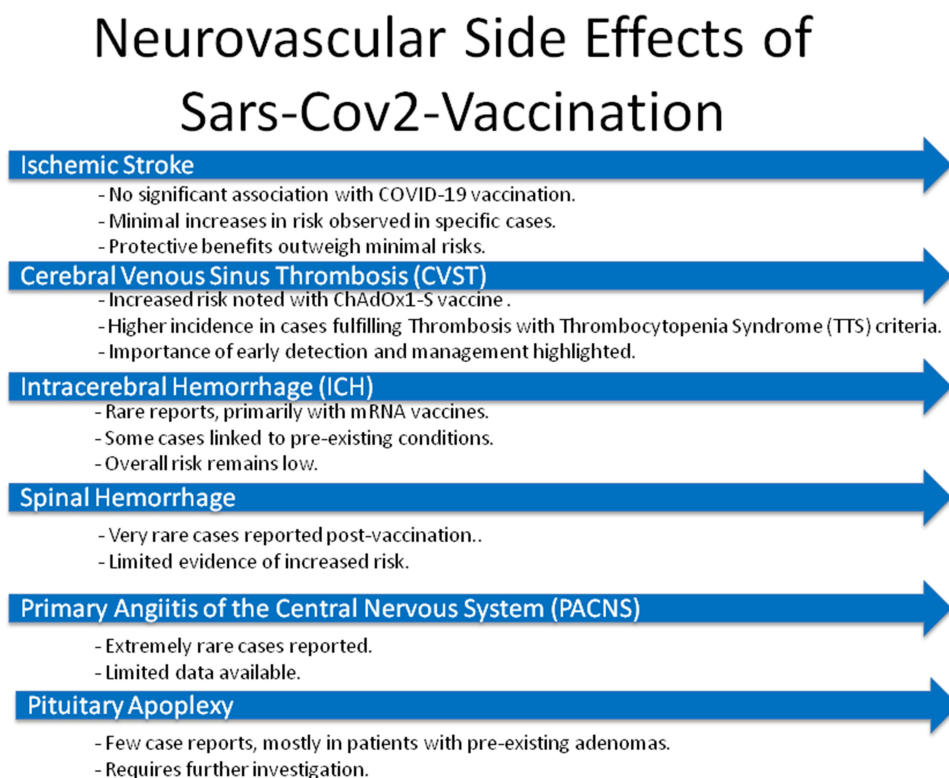 Neurovascular Side Effects of
Sars-Cov2-Vaccination
Ischemic Stroke
- No significant association with COVID-19 vaccination.
- Minimal increases in risk observed in specific cases.
- Protective benefits outweigh minimal risks.
Cerebral Venous Sinus Thrombosis (CVST)
- Increased risk noted with ChAdOx1-S vaccine .
- Higher incidence in cases fulfilling Thrombosis with Thrombocytopenia Syndrome (TTS) criteria.
- Importance of early detection and management highlighted.
Intracerebral Hemorrhage (ICH)
- Rare reports, primarily with mRNA vaccines.
- Some cases linked to pre-existing conditions.
- Overall risk remains low.
Spinal Hemorrhage
- Very rare cases reported post-vaccination..
- Limited evidence of increased risk.
Primary Angiitis of the Central Nervous System (PACNS)
- Extremely rare cases reported.
- Limited data available.
Pituitary Apoplexy
- Few case reports, mostly in patients with pre-existing adenomas.
- Requires further investigation.